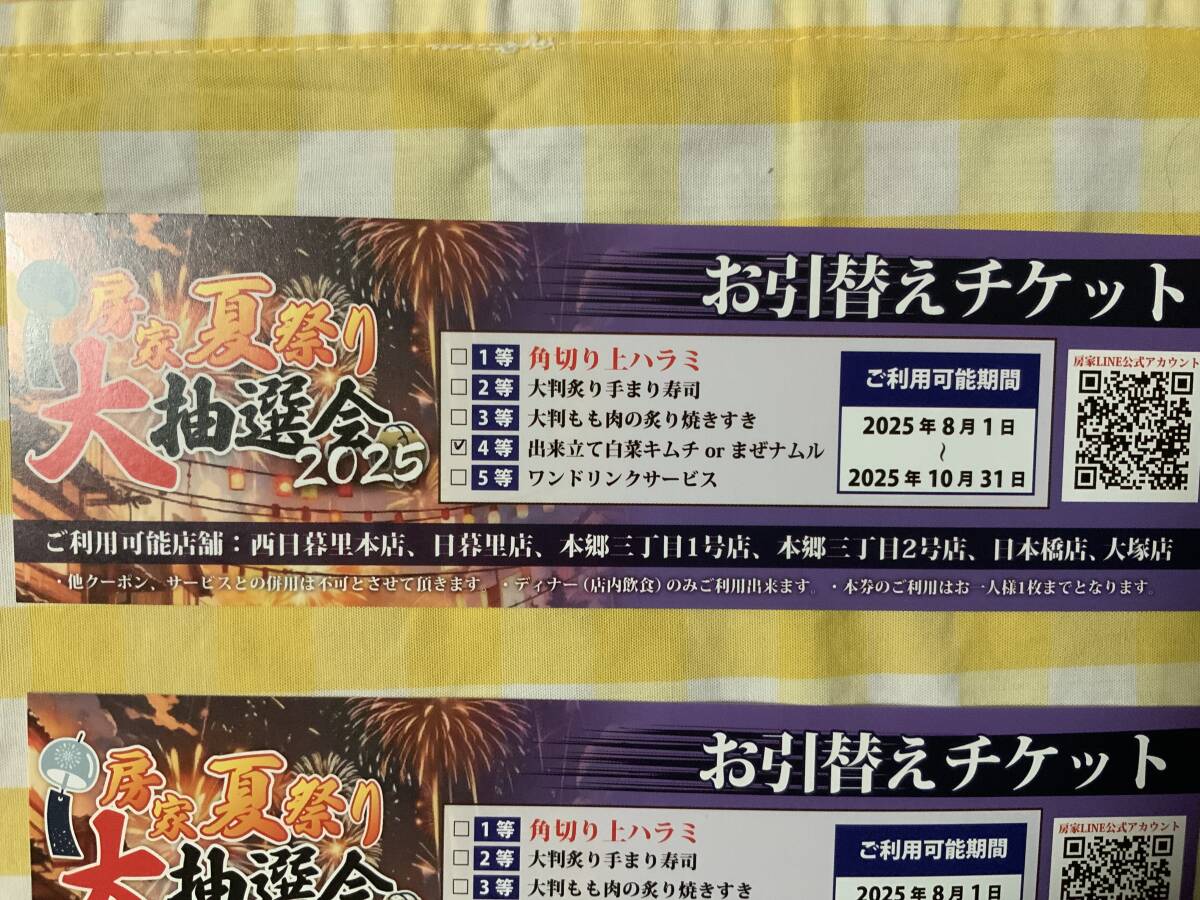 房家 夏祭り
大抽選会
2025
お引替えチケット
□ 1等 角切り上ハラミ
□ 2等 大判炙り手まり寿司
□ 3等 大判もも肉の炙り焼きすき
☑ 4等 出来立て白菜キムチ or まぜナムル
□ 5等 ワンドリンクサービス
ご利用可能期間
2025年8月1日
~
2025年10月31日
房家LINE公式アカウント
ご利用可能店舗：西日暮里本店、日暮里店、本郷三丁目1号店、本郷三丁目2号店、日本橋店、大塚店
・他クーポン、サービスとの併用は不可とさせて頂きます。 ・ディナー（店内飲食）のみご利用出来ます。 ・本券のご利用はお一人様1枚までとなります。
房家 夏祭り
大抽選会
お引替えチケット
□ 1等 角切り上ハラミ
□ 2等 大判炙り手まり寿司
□ 3等 大判もも肉の炙り焼きすき
ご利用可能期間
2025年8月1日
房家LINE公式アカウント